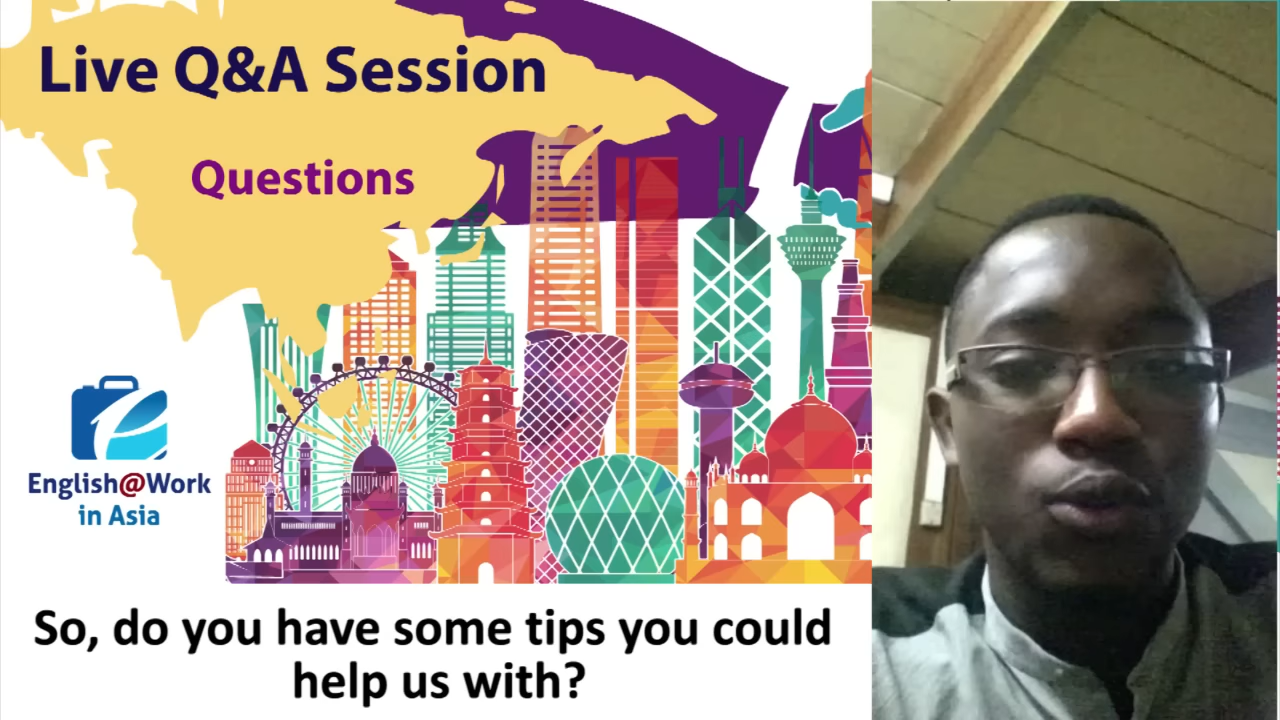 Live Q&A Session
Questions
English@Work
in Asia
So, do you have some tips you could
help us with?